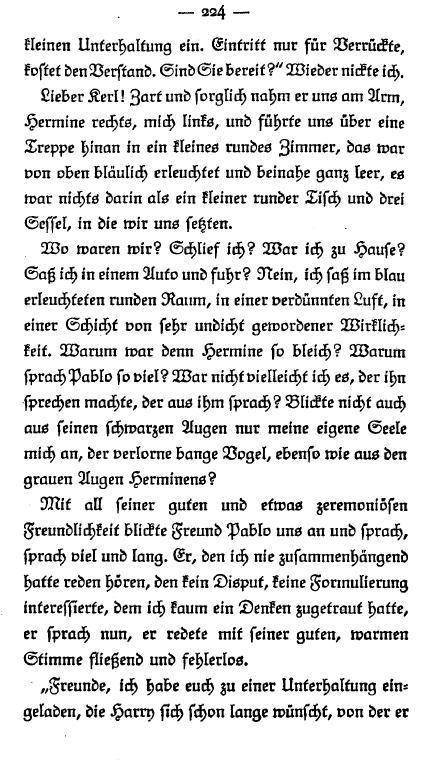 — 224 —
kleinen Unterhaltung ein. Eintritt nur für Verrückte,
kostet den Verstand. Sind Sie bereit?“ Wieder nickte ich.
Lieber Kerl! Zart und sorglich nahm er uns am Arm,
Hermine rechts, mich links, und führte uns über eine
Treppe hinan in ein kleines rundes Zimmer, das war
von oben bläulich erleuchtet und beinahe ganz leer, es
war nichts darin als ein kleiner runder Tisch und drei
Sessel, in die wir uns setzten.
Wo waren wir? Schlief ich? War ich zu Hause?
Saß ich in einem Auto und fuhr? Nein, ich saß im blau
erleuchteten runden Raum, in einer verdünnten Luft, in
einer Schicht von sehr undicht gewordener Wirklich-
keit. Warum war denn Hermine so bleich? Warum
sprach Pablo so viel? War nicht vielleicht ich es, der ihn
sprechen machte, der aus ihm sprach? Blickte nicht auch
aus seinen schwarzen Augen nur meine eigene Seele
mich an, der verlorne bange Vogel, ebenso wie aus den
grauen Augen Herminens?
Mit all seiner guten und etwas zeremoniösen
Freundlichkeit blickte Freund Pablo uns an und sprach,
sprach viel und lang. Er, den ich nie zusammenhängend
hatte reden hören, den kein Disput, keine Formulierung
interessierte, dem ich kaum ein Denken zugetraut hatte,
er sprach nun, er redete mit seiner guten, warmen
Stimme fließend und fehlerlos.
„Freunde, ich habe euch zu einer Unterhaltung ein-
geladen, die Harry sich schon lange wünscht, von der er